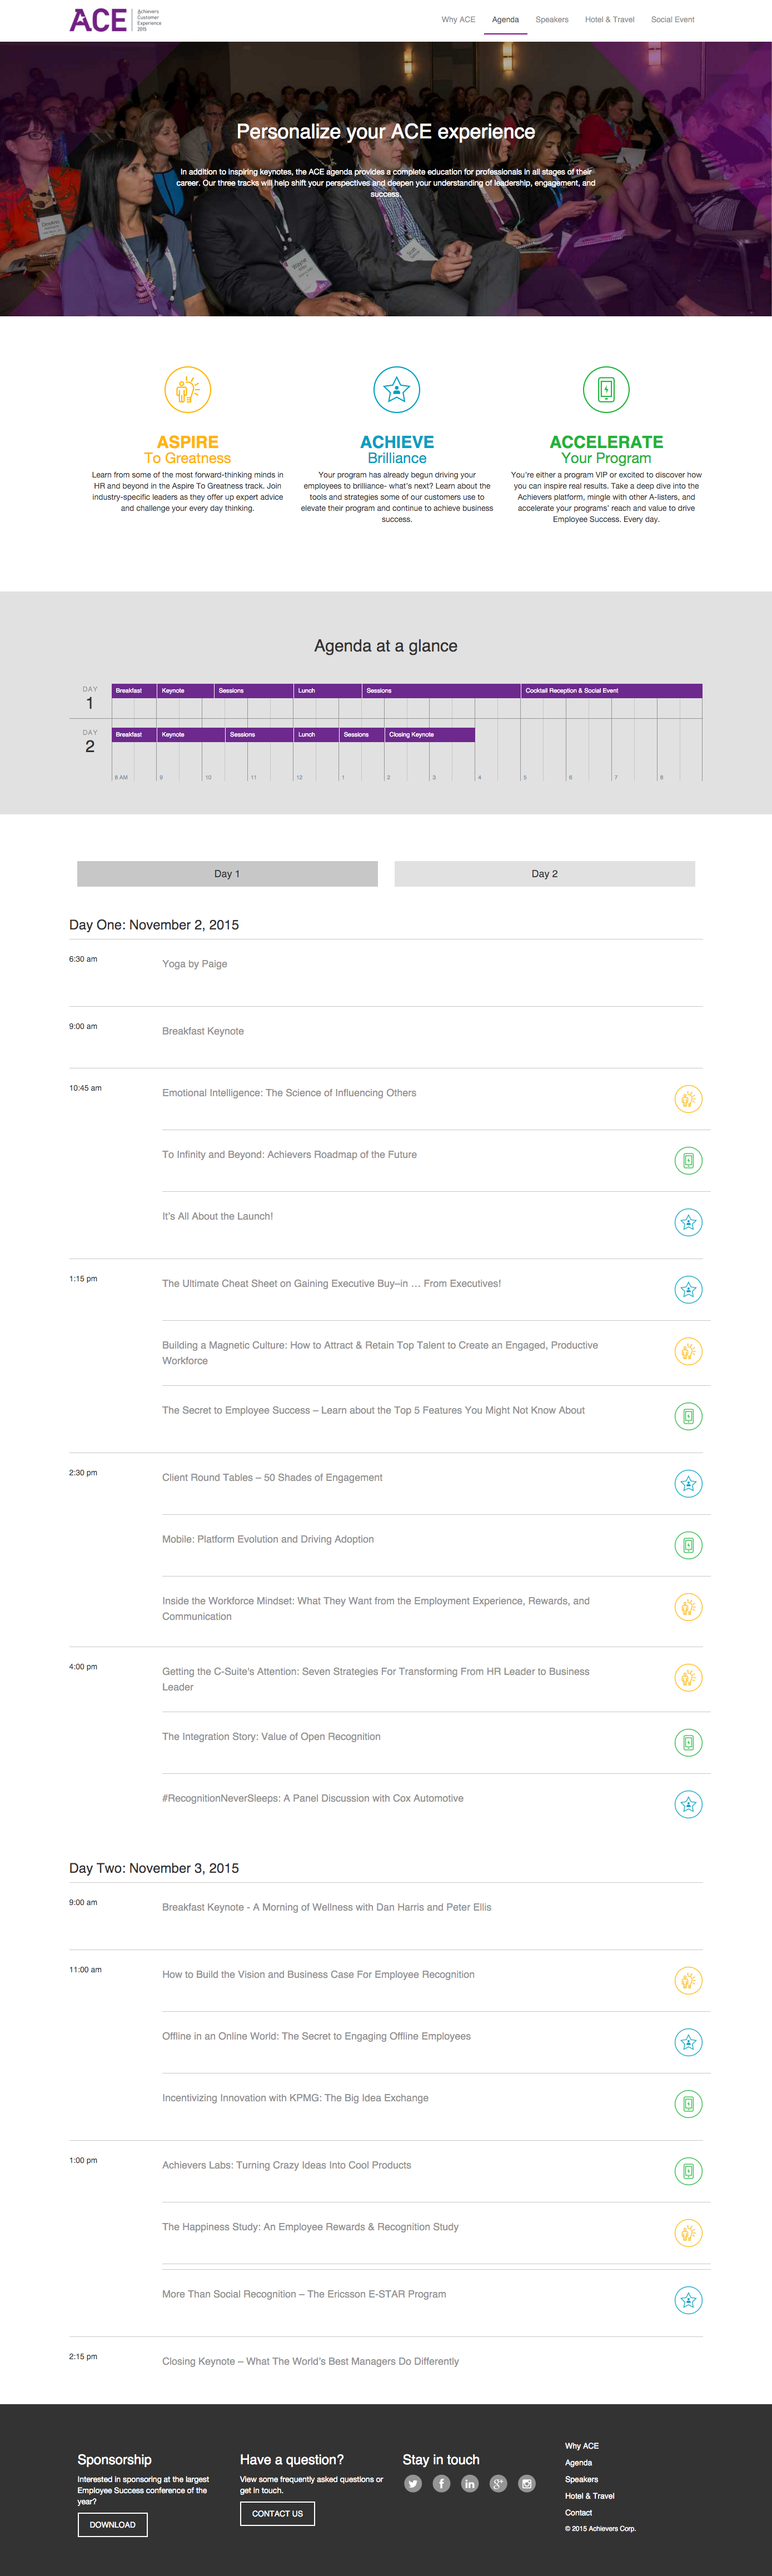 ACE
Achievers
Customer
Experience
2015
Why ACE
Agenda
Speakers
Hotel & Travel
Social Event
Personalize your ACE experience
In addition to inspiring keynotes, the ACE agenda provides a complete education for professionals in all stages of their
career. Our three tracks will help shift your perspectives and deepen your understanding of leadership, engagement, and
success.
ASPIRE
To Greatness
Learn from some of the most forward-thinking minds in
HR and beyond in the Aspire To Greatness track. Join
industry-specific leaders as they offer up expert advice
and challenge your every day thinking.
ACHIEVE
Brilliance
Your program has already begun driving your
employees to brilliance- what's next? Learn about the
tools and strategies some of our customers use to
elevate their program and continue to achieve business
success.
ACCELERATE
Your Program
You're either a program VIP or excited to discover how
you can inspire real results. Take a deep dive into the
Achievers platform, mingle with other A-listers, and
accelerate your programs' reach and value to drive
Employee Success. Every day.
Agenda at a glance
DAY
1
Breakfast
Keynote
Sessions
Lunch
Sessions
Cocktail Reception & Social Event
DAY
2
Breakfast
Keynote
Sessions
Lunch
Sessions
Closing Keynote
8 AM
9
10
11
12
1
2
3
4
5
6
7
8
Day 1
Day 2
Day One: November 2, 2015
6:30 am
Yoga by Paige
9:00 am
Breakfast Keynote
10:45 am
Emotional Intelligence: The Science of Influencing Others
To Infinity and Beyond: Achievers Roadmap of the Future
It's All About the Launch!
1:15 pm
The Ultimate Cheat Sheet on Gaining Executive Buy–in … From Executives!
Building a Magnetic Culture: How to Attract & Retain Top Talent to Create an Engaged, Productive
Workforce
The Secret to Employee Success – Learn about the Top 5 Features You Might Not Know About
2:30 pm
Client Round Tables – 50 Shades of Engagement
Mobile: Platform Evolution and Driving Adoption
Inside the Workforce Mindset: What They Want from the Employment Experience, Rewards, and
Communication
4:00 pm
Getting the C-Suite's Attention: Seven Strategies For Transforming From HR Leader to Business
Leader
The Integration Story: Value of Open Recognition
#RecognitionNeverSleeps: A Panel Discussion with Cox Automotive
Day Two: November 3, 2015
9:00 am
Breakfast Keynote - A Morning of Wellness with Dan Harris and Peter Ellis
11:00 am
How to Build the Vision and Business Case For Employee Recognition
Offline in an Online World: The Secret to Engaging Offline Employees
Incentivizing Innovation with KPMG: The Big Idea Exchange
1:00 pm
Achievers Labs: Turning Crazy Ideas Into Cool Products
The Happiness Study: An Employee Rewards & Recognition Study
More Than Social Recognition – The Ericsson E-STAR Program
2:15 pm
Closing Keynote – What The World's Best Managers Do Differently
Sponsorship
Interested in sponsoring at the largest
Employee Success conference of the
year?
DOWNLOAD
Have a question?
View some frequently asked questions or
get in touch.
CONTACT US
Stay in touch
Why ACE
Agenda
Speakers
Hotel & Travel
Contact
© 2015 Achievers Corp.